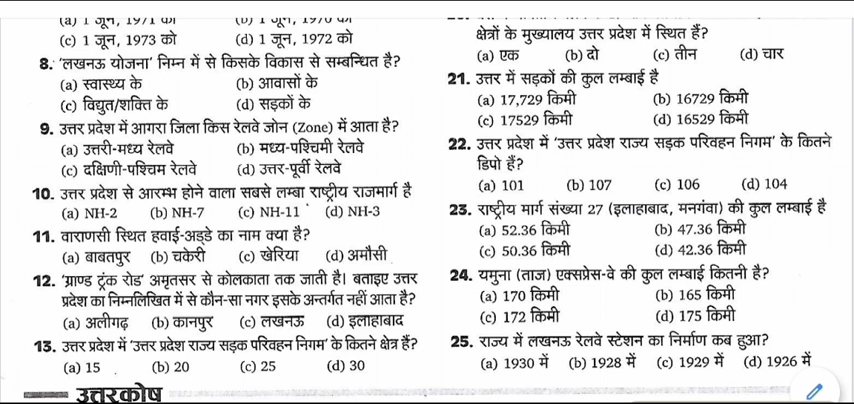 (a) 1 जून, 1971 को (b) 1 जून, 1970 को
(c) 1 जून, 1973 को (d) 1 जून, 1972 को
8. 'लखनऊ योजना' निम्न में से किसके विकास से सम्बन्धित है?
(a) स्वास्थ्य के (b) आवासों के
(c) विद्युत/शक्ति के (d) सड़कों के
9. उत्तर प्रदेश में आगरा जिला किस रेलवे जोन (Zone) में आता है?
(a) उत्तरी-मध्य रेलवे (b) मध्य-पश्चिमी रेलवे
(c) दक्षिणी-पश्चिम रेलवे (d) उत्तर-पूर्वी रेलवे
10. उत्तर प्रदेश से आरम्भ होने वाला सबसे लम्बा राष्ट्रीय राजमार्ग है
(a) NH-2 (b) NH-7 (c) NH-11 (d) NH-3
11. वाराणसी स्थित हवाई-अड्डे का नाम क्या है?
(a) बाबतपुर (b) चकेरी (c) खेरिया (d) अमौसी
12. 'ग्राण्ड ट्रंक रोड' अमृतसर से कोलकाता तक जाती है। बताइए उत्तर
प्रदेश का निम्नलिखित में से कौन-सा नगर इसके अन्तर्गत नहीं आता है?
(a) अलीगढ़ (b) कानपुर (c) लखनऊ (d) इलाहाबाद
13. उत्तर प्रदेश में 'उत्तर प्रदेश राज्य सड़क परिवहन निगम' के कितने क्षेत्र हैं?
(a) 15 (b) 20 (c) 25 (d) 30
उत्तरकोष
क्षेत्रों के मुख्यालय उत्तर प्रदेश में स्थित हैं?
(a) एक (b) दो (c) तीन (d) चार
21. उत्तर में सड़कों की कुल लम्बाई है
(a) 17,729 किमी (b) 16729 किमी
(c) 17529 किमी (d) 16529 किमी
22. उत्तर प्रदेश में 'उत्तर प्रदेश राज्य सड़क परिवहन निगम' के कितने
डिपो हैं?
(a) 101 (b) 107 (c) 106 (d) 104
23. राष्ट्रीय मार्ग संख्या 27 (इलाहाबाद, मनगंवा) की कुल लम्बाई है
(a) 52.36 किमी (b) 47.36 किमी
(c) 50.36 किमी (d) 42.36 किमी
24. यमुना (ताज) एक्सप्रेस-वे की कुल लम्बाई कितनी है?
(a) 170 किमी (b) 165 किमी
(c) 172 किमी (d) 175 किमी
25. राज्य में लखनऊ रेलवे स्टेशन का निर्माण कब हुआ?
(a) 1930 में (b) 1928 में (c) 1929 में (d) 1926 में